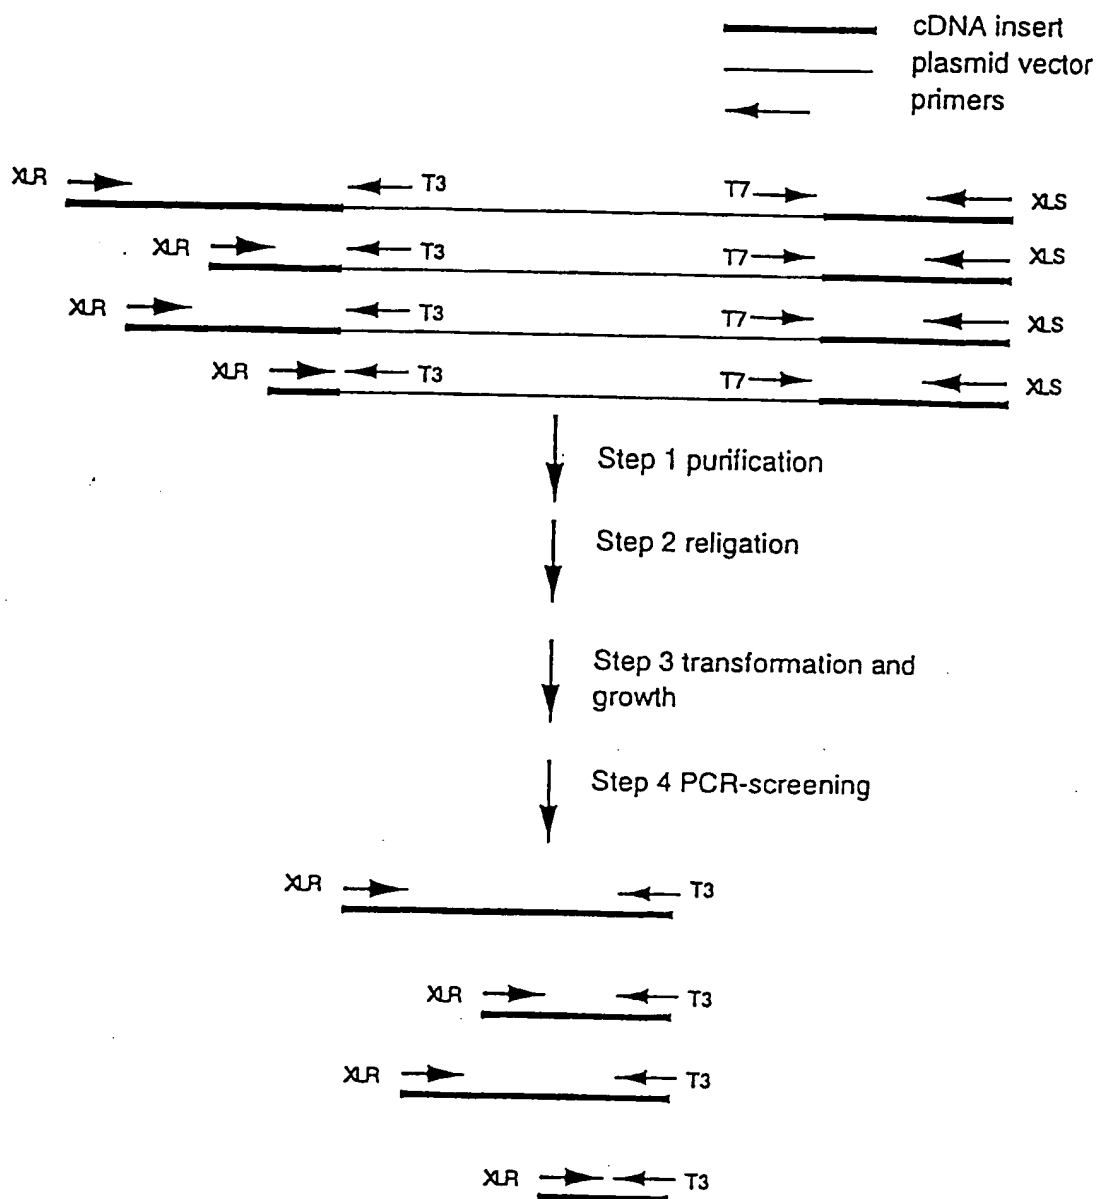 cDNA insert
plasmid vector
primers
XLR T3 T7 XLS
XLR T3 T7 XLS
XLR T3 T7 XLS
XLR T3 T7 XLS
Step 1 purification
Step 2 religation
Step 3 transformation and
growth
Step 4 PCR-screening
XLR T3
XLR T3
XLR T3
XLR T3